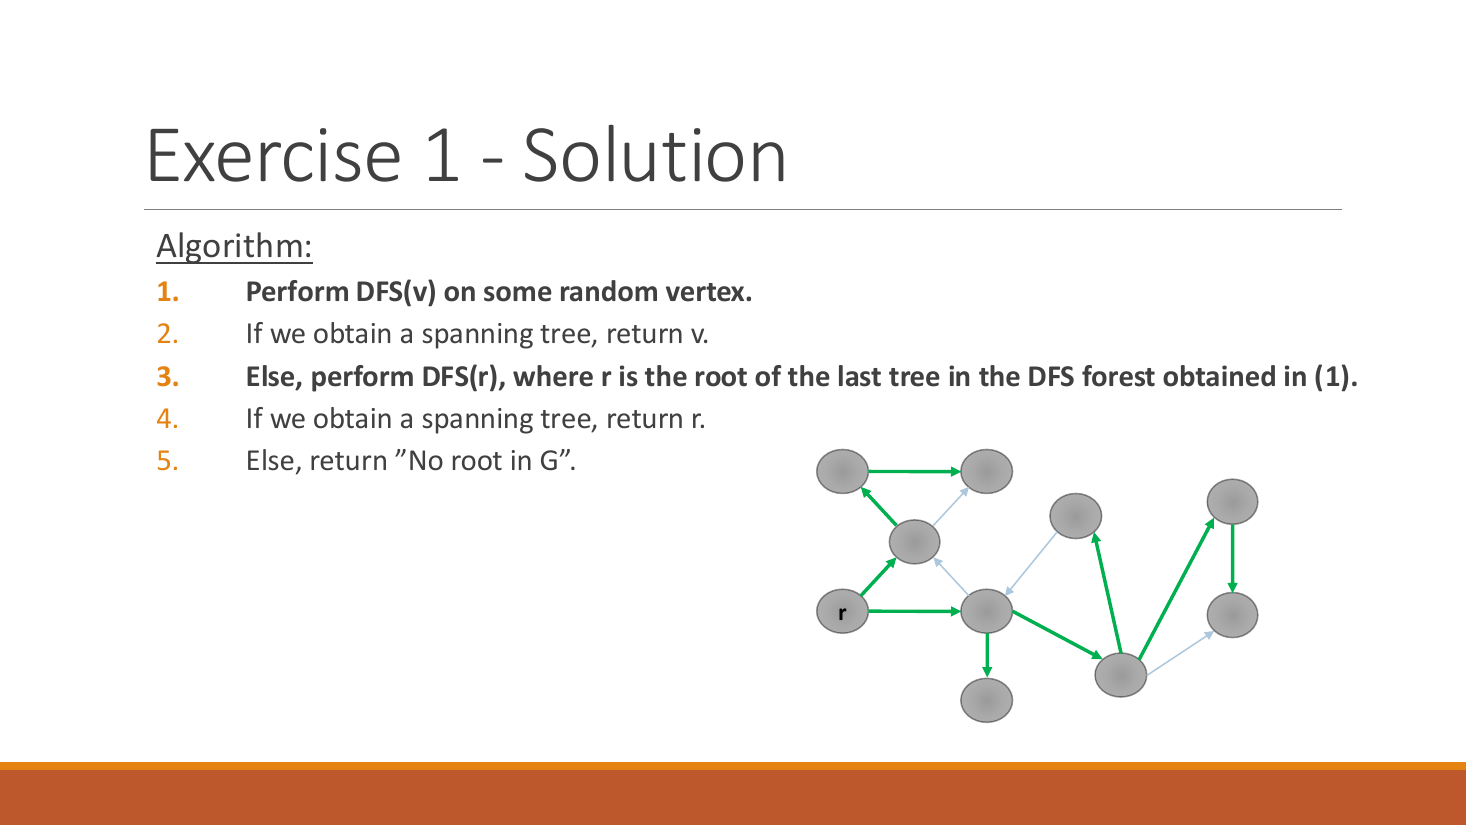 Exercise 1 - Solution
Algorithm:
1. Perform DFS(v) on some random vertex.
2. If we obtain a spanning tree, return v.
3. Else, perform DFS(r), where r is the root of the last tree in the DFS forest obtained in (1).
4. If we obtain a spanning tree, return r.
5. Else, return ”No root in G”.
r